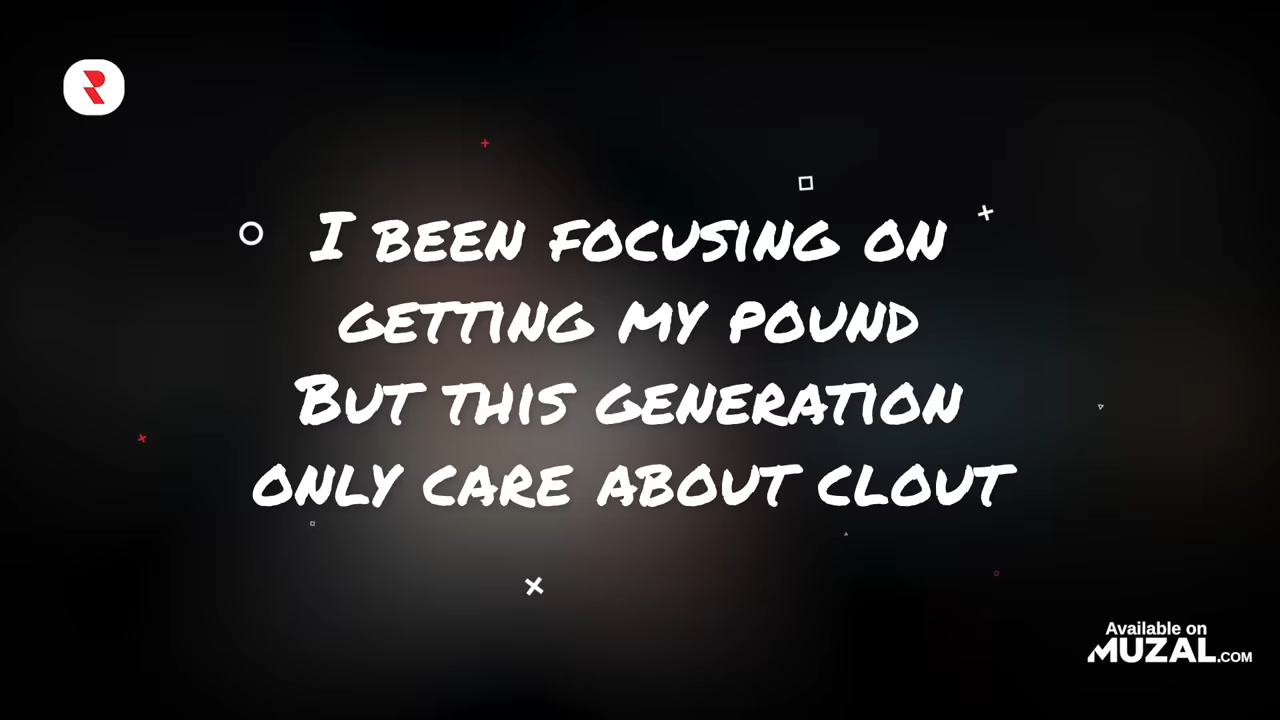 I been focusing on
getting my pound
But this generation
only care about clout
Available on
MUZAL.COM